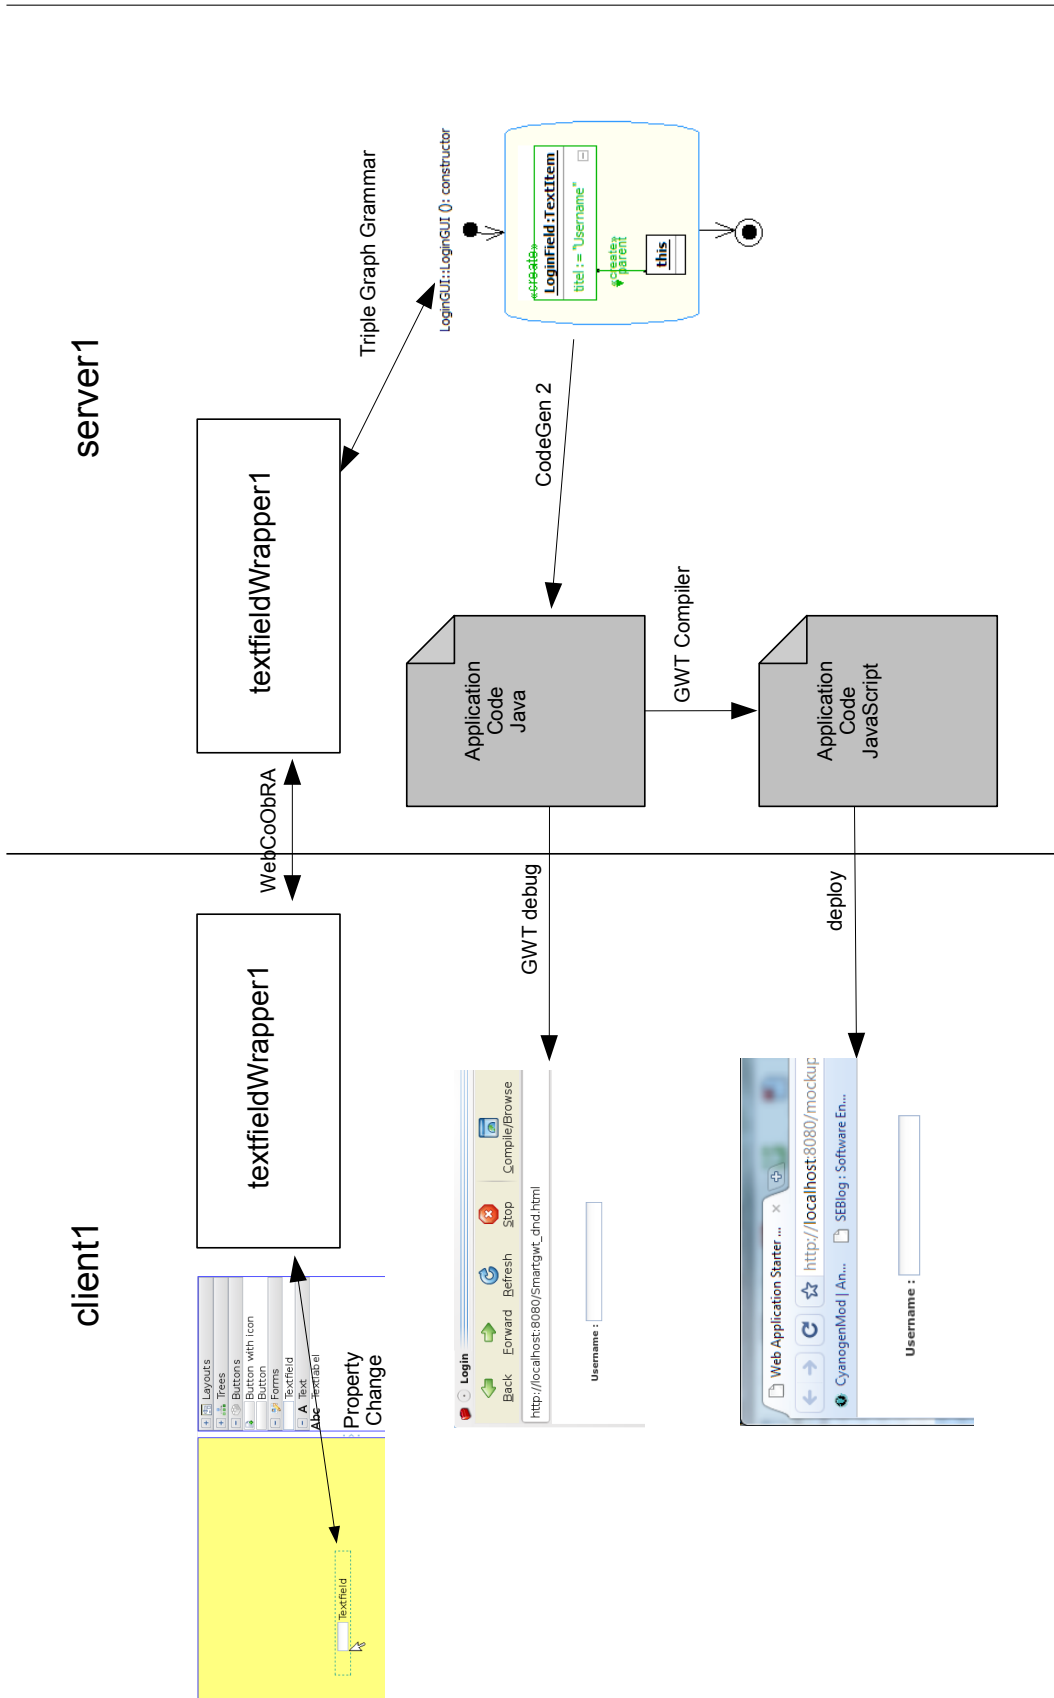 client1
server1
Layouts
Trees
Buttons
Button with icon
Button
Forms
Textfield
A Text
Abc Textlabel
Property
Change
Textfield
textfieldWrapper1
WebCoObRA
textfieldWrapper1
Triple Graph Grammar
LoginGUI::LoginGUI (): constructor
«create»
LoginField:TextItem
titel := "Username"
«create»
parent
this
CodeGen 2
Application
Code
Java
GWT Compiler
Application
Code
JavaScript
GWT debug
deploy
Login
Back Forward Refresh Stop Compile/Browse
http://localhost:8080/Smartgwt_dnd.html
Username :
Web Application Starter ...
http://localhost:8080/mockup
CyanogenMod | An... SEBlog : Software En...
Username :